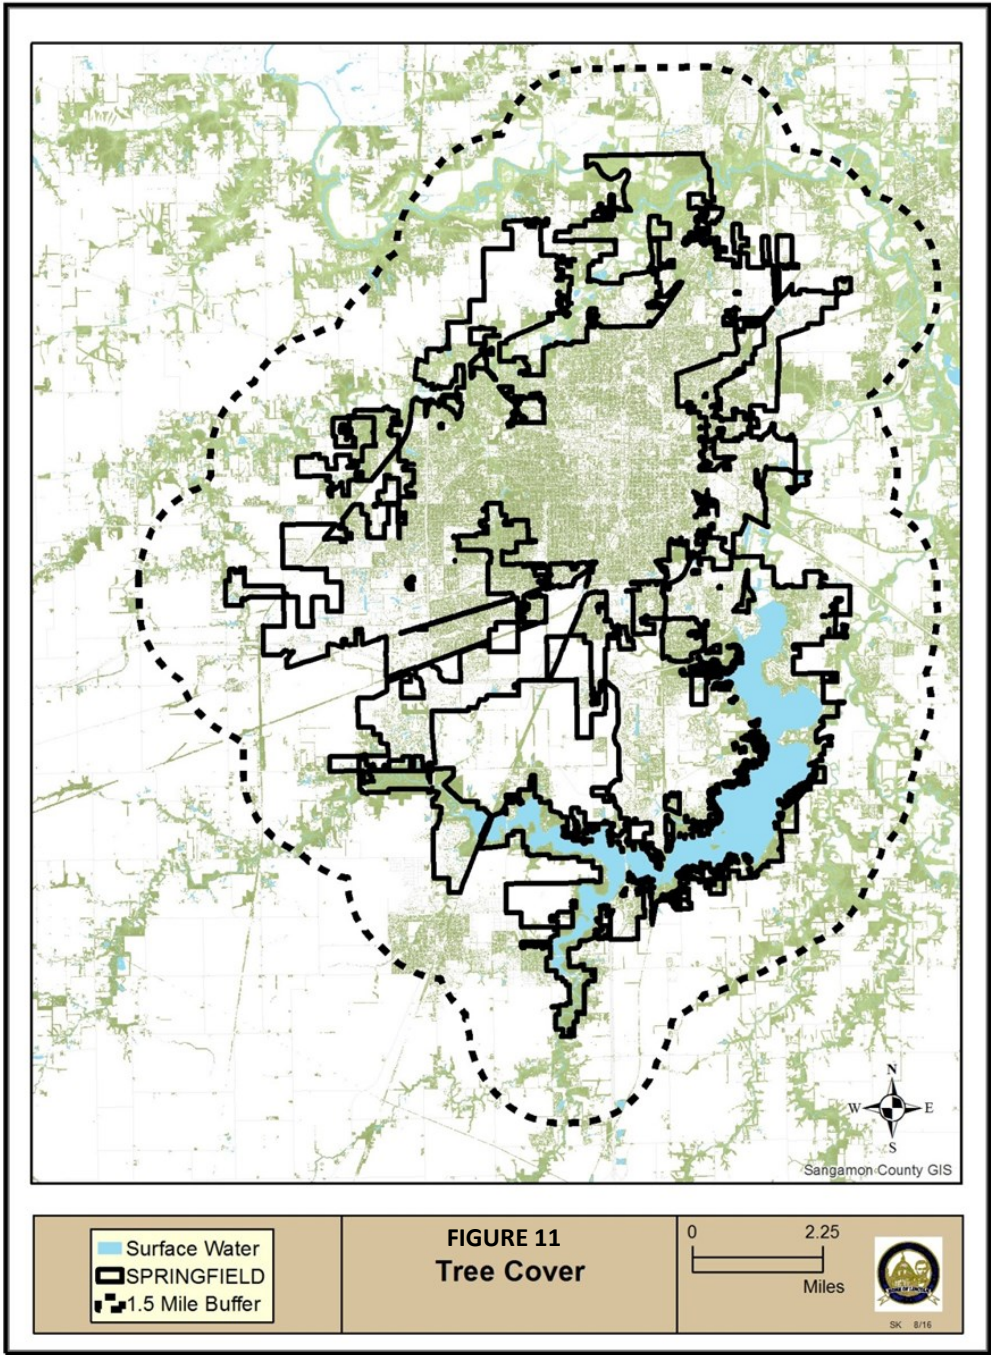 N
W E
S
Sangamon County GIS
Surface Water
SPRINGFIELD
1.5 Mile Buffer
FIGURE 11
Tree Cover
0 2.25
Miles
SK 8/16